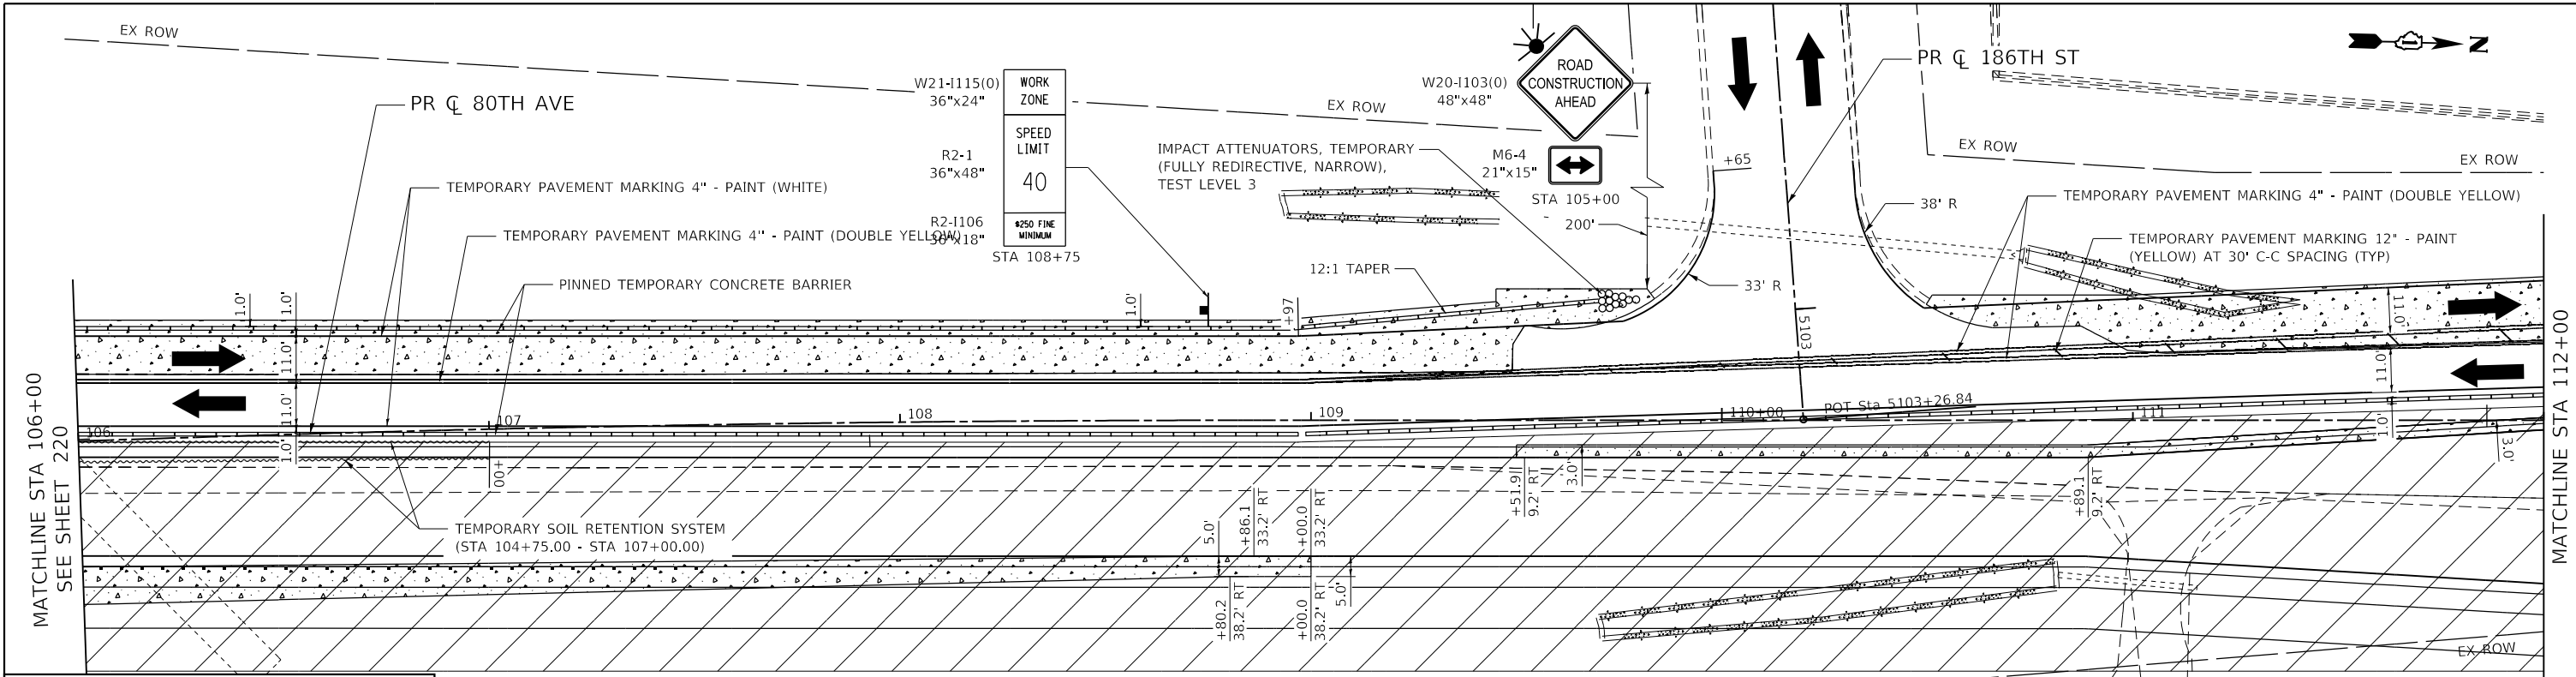 EX ROW
PR ℄ 80TH AVE
W21-I115(0)
36"x24"
WORK
ZONE
SPEED
LIMIT
40
R2-1
36"x48"
R2-I106
36"x18"
$250 FINE
MINIMUM
STA 108+75
EX ROW
W20-I103(0)
48"x48"
ROAD
CONSTRUCTION
AHEAD
M6-4
21"x15"
STA 105+00
200'
IMPACT ATTENUATORS, TEMPORARY
(FULLY REDIRECTIVE, NARROW),
TEST LEVEL 3
12:1 TAPER
+65
PR ℄ 186TH ST
N
EX ROW
EX ROW
38' R
33' R
TEMPORARY PAVEMENT MARKING 4" - PAINT (DOUBLE YELLOW)
TEMPORARY PAVEMENT MARKING 12" - PAINT
(YELLOW) AT 30' C-C SPACING (TYP)
TEMPORARY PAVEMENT MARKING 4" - PAINT (WHITE)
TEMPORARY PAVEMENT MARKING 4" - PAINT (DOUBLE YELLOW)
PINNED TEMPORARY CONCRETE BARRIER
1.0'
1.0'
1.0'
+97
11.0'
11.0'
1.0'
5103
11.0'
11.0'
1.0'
3.0'
106
107
108
109
110+00
POT Sta 5103+26.84
111
+00
TEMPORARY SOIL RETENTION SYSTEM
(STA 104+75.00 - STA 107+00.00)
5.0'
+86.1
33.2' RT
+00.0
33.2' RT
+80.2
38.2' RT
+00.0
38.2' RT
5.0'
+51.9
9.2' RT
3.0'
+89.1
9.2' RT
EX ROW
MATCHLINE STA 106+00
SEE SHEET 220
MATCHLINE STA 112+00